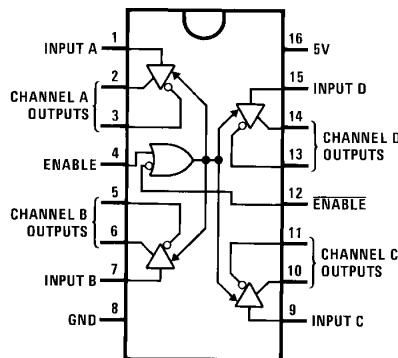 INPUT A 1
2
CHANNEL A
OUTPUTS
3
ENABLE 4
5
CHANNEL B
OUTPUTS
6
INPUT B 7
GND 8
16 5V
15 INPUT D
14
CHANNEL D
OUTPUTS
13
12 ENABLE
11
CHANNEL C
OUTPUTS
10
9 INPUT C